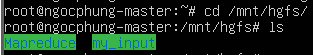 root@ngocphung-master:~# cd /mnt/hgfs/
root@ngocphung-master:/mnt/hgfs# ls
Mapreduce  my_input